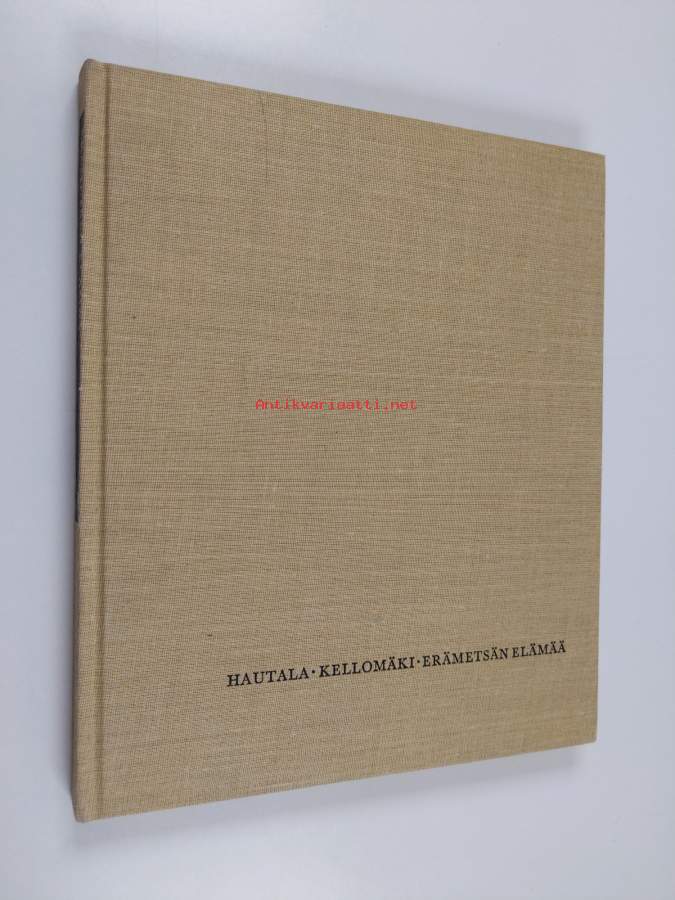 Antikvariaatti.net
HAUTALA · KELLOMÄKI · ERÄMETSÄN ELÄMÄÄ